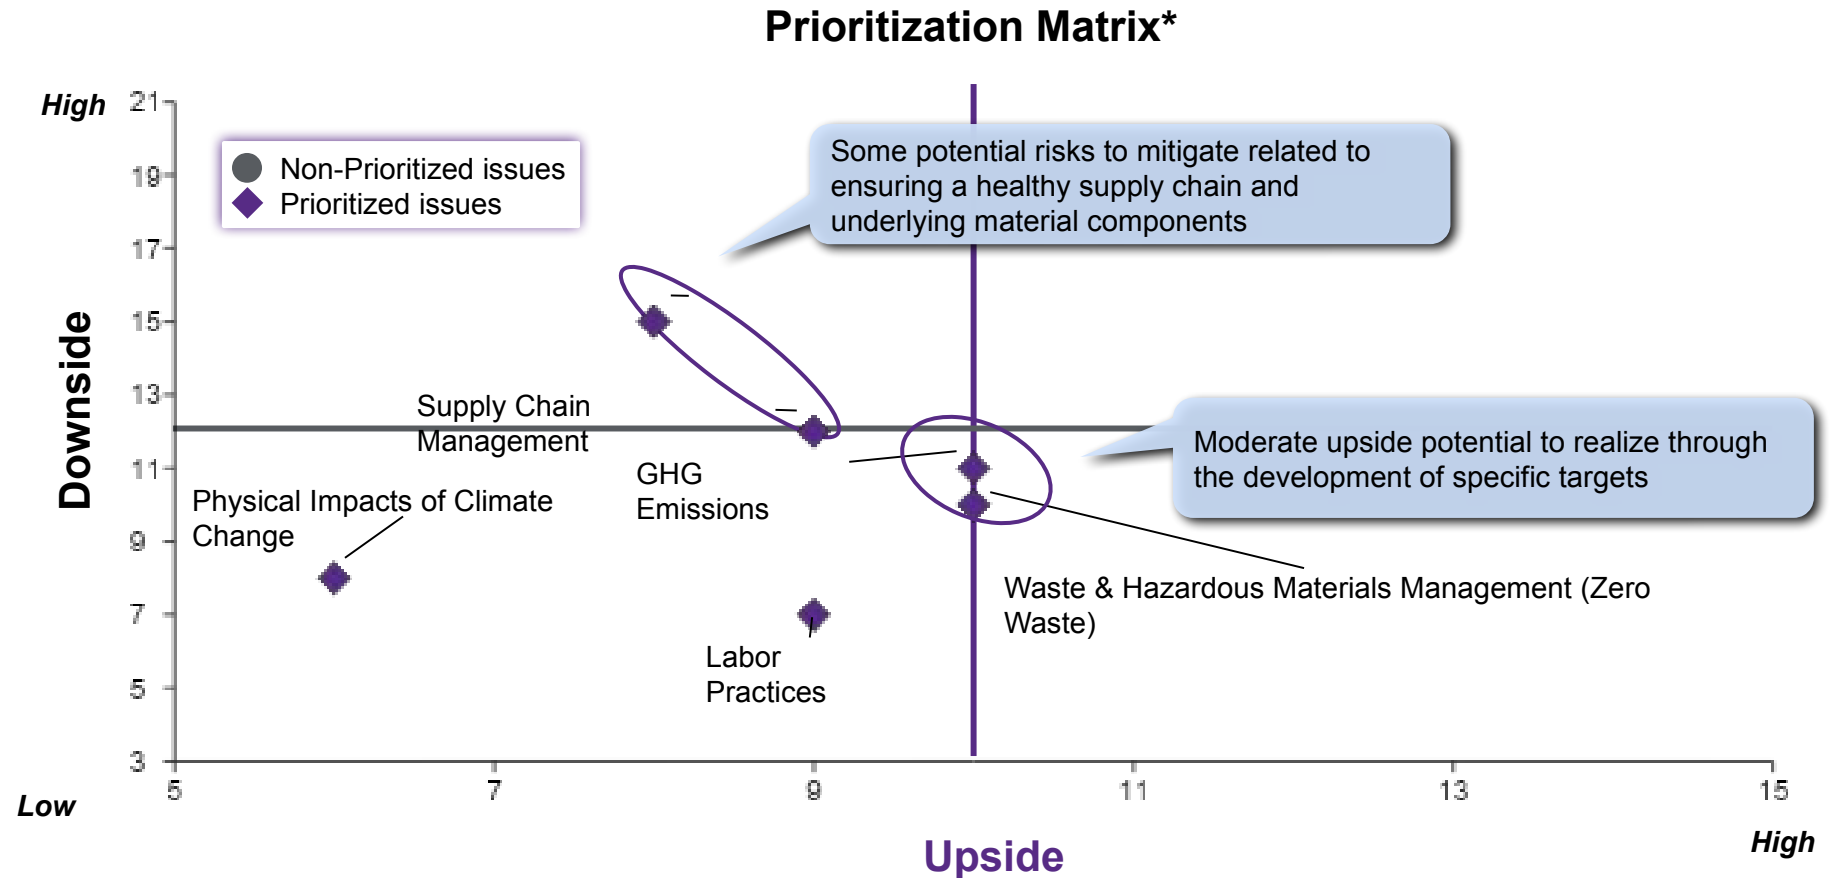 Prioritization Matrix*
High
21
19
17
15
13
11
9
7
5
3
Downside
Non-Prioritized issues
Prioritized issues
Some potential risks to mitigate related to
ensuring a healthy supply chain and
underlying material components
Supply Chain
Management
Moderate upside potential to realize through
the development of specific targets
GHG
Emissions
Physical Impacts of Climate
Change
Waste & Hazardous Materials Management (Zero
Waste)
Labor
Practices
5
7
9
11
13
15
Low
High
Upside